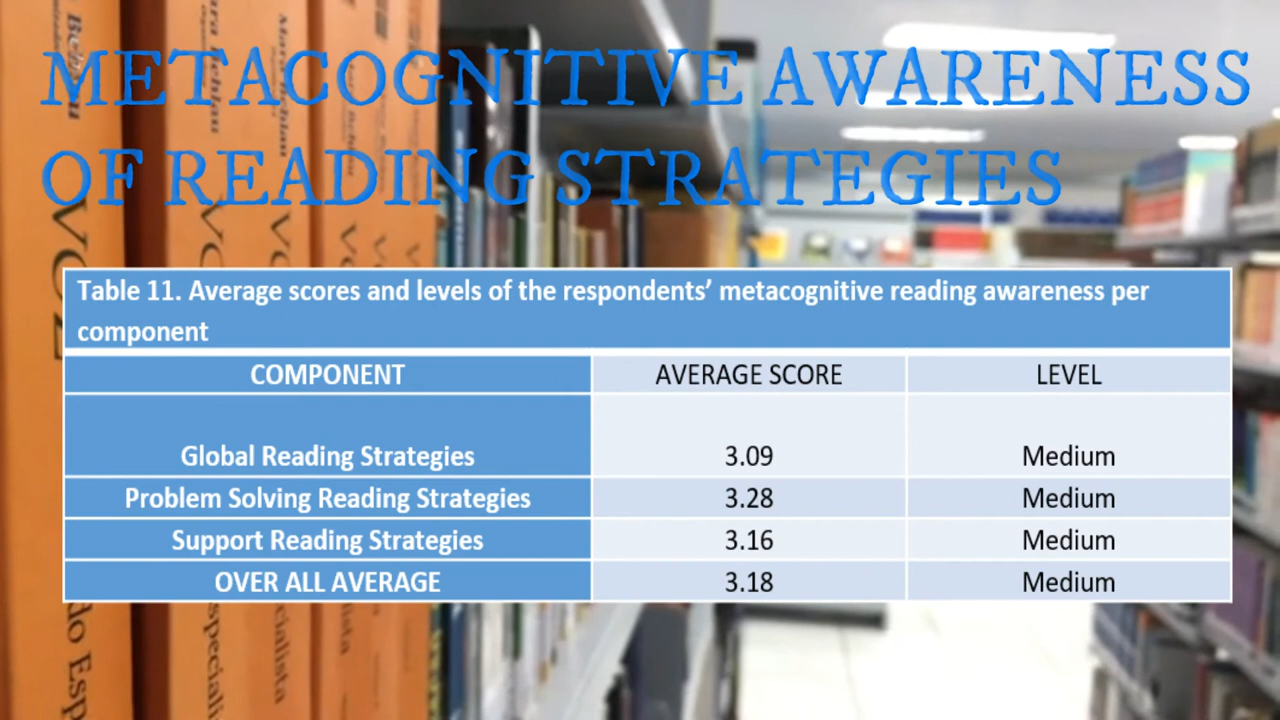 METACOGNITIVE AWARENESS
OF READING STRATEGIES
Table 11. Average scores and levels of the respondents’ metacognitive reading awareness per
component
COMPONENT AVERAGE SCORE LEVEL
Global Reading Strategies 3.09 Medium
Problem Solving Reading Strategies 3.28 Medium
Support Reading Strategies 3.16 Medium
OVER ALL AVERAGE 3.18 Medium